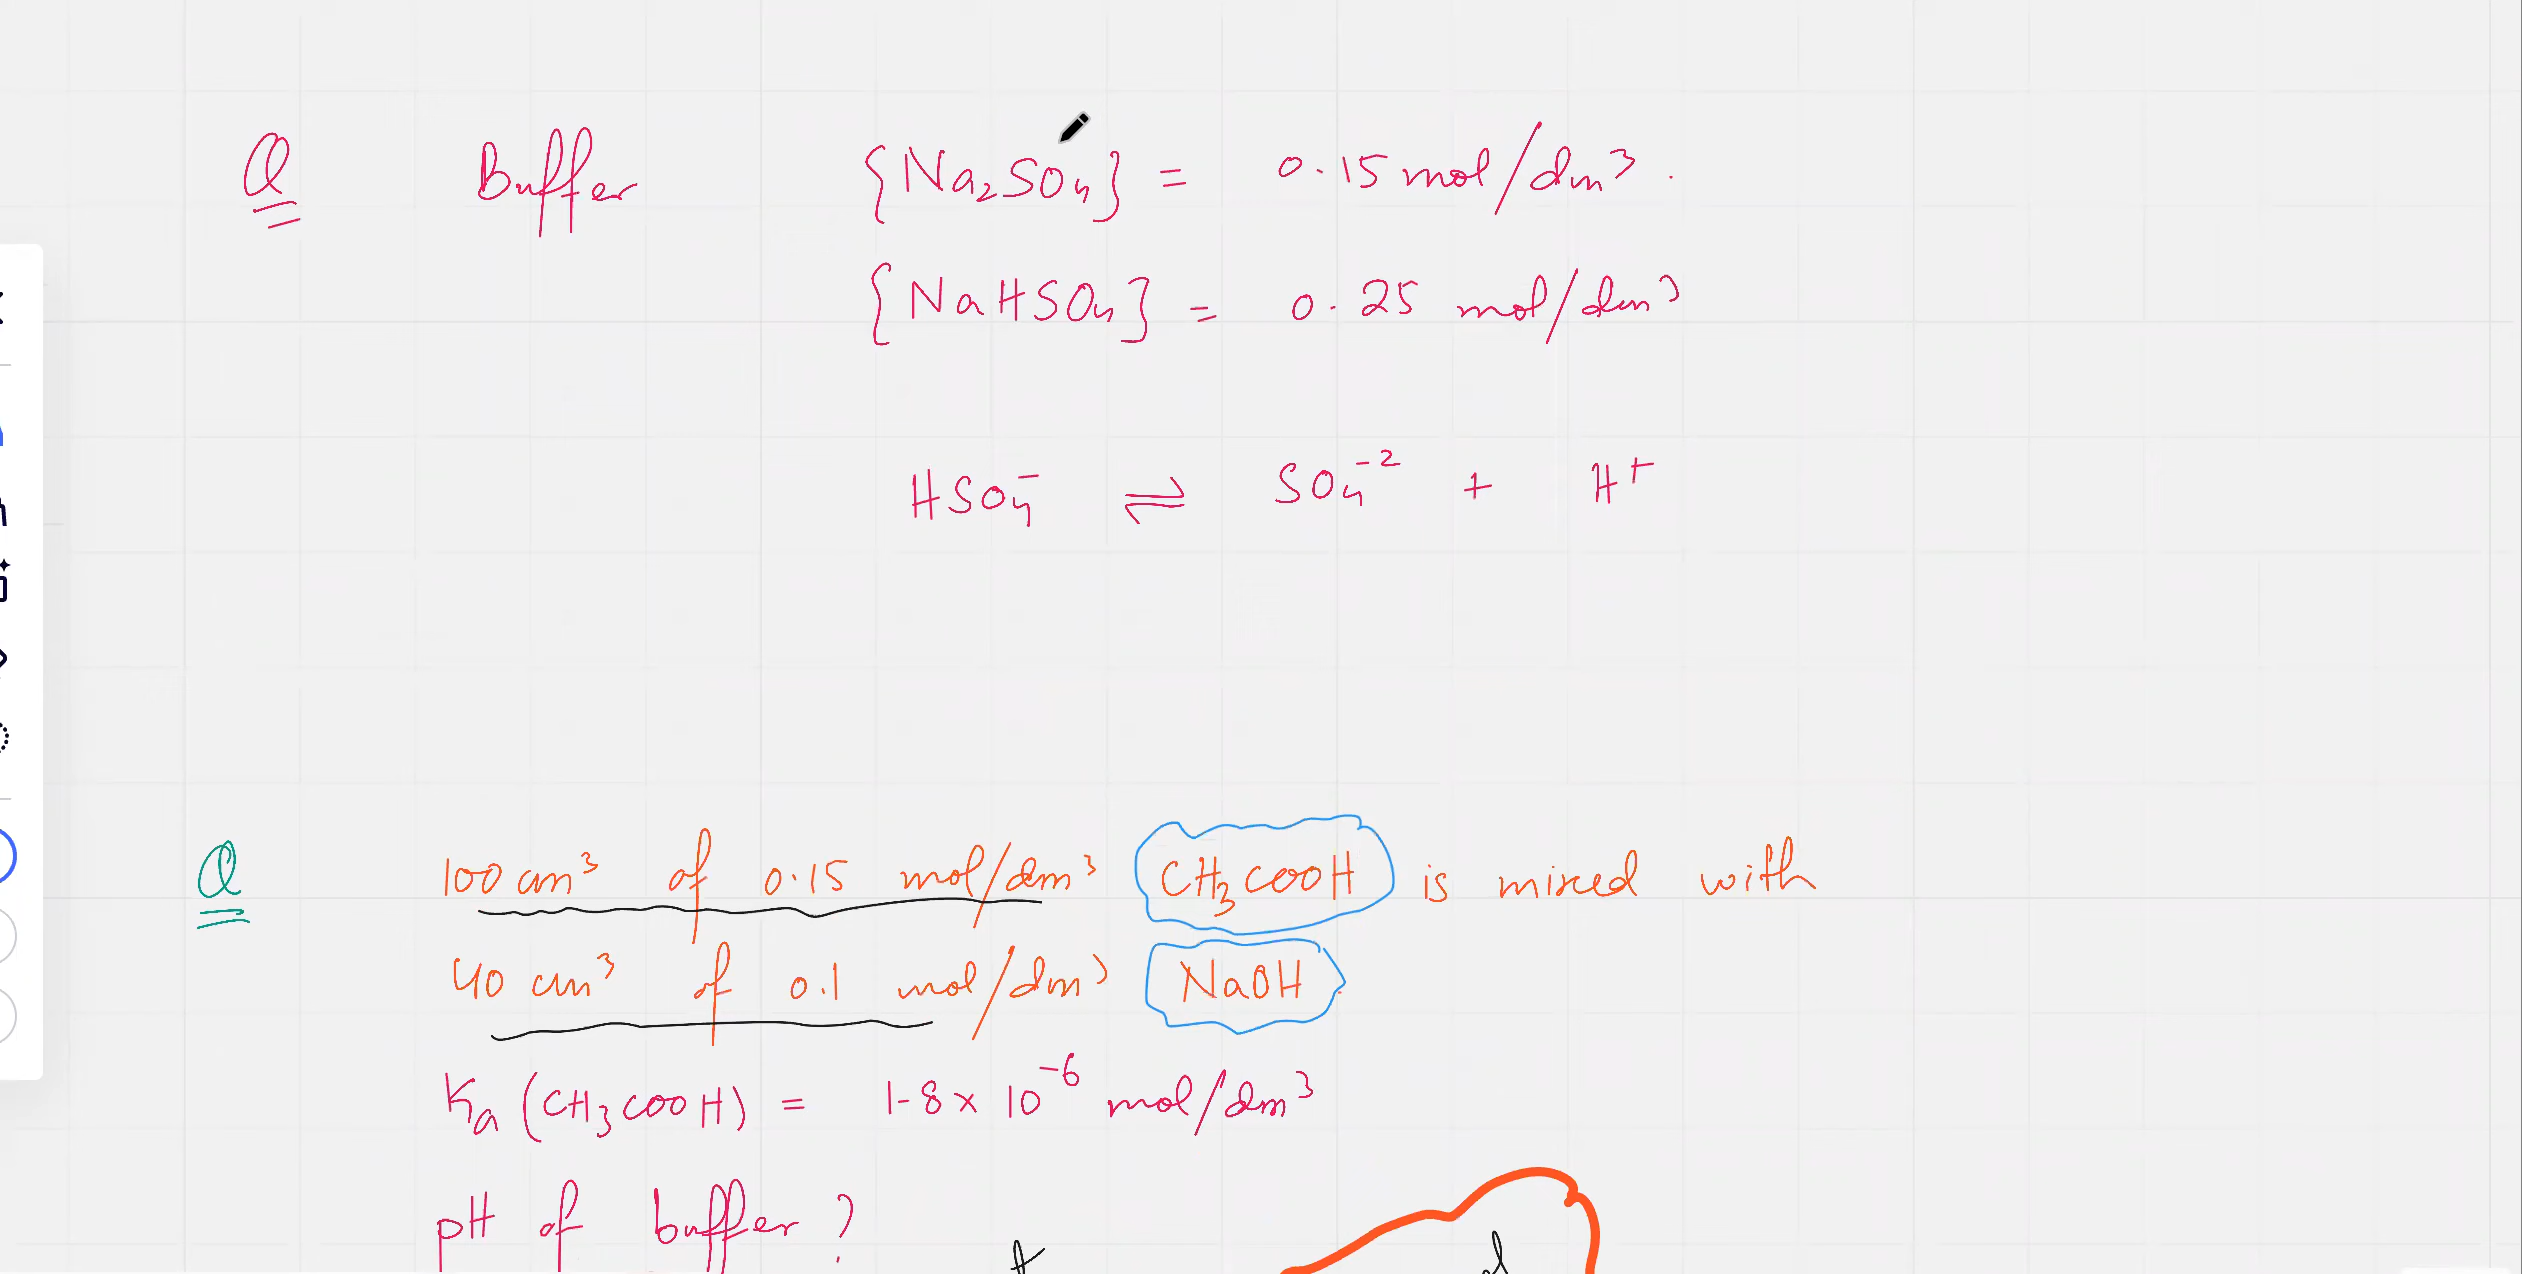 Q Buffer {Na₂SO₄} = 0.15 mol/dm³.
{NaHSO₄} = 0.25 mol/dm³
HSO₄⁻ ⇌ SO₄⁻² + H⁺
Q 100 cm³ of 0.15 mol/dm³ CH₃COOH is mixed with
40 cm³ of 0.1 mol/dm³ NaOH.
Ka (CH₃COOH) = 1.8 × 10⁻⁶ mol/dm³
pH of buffer ?